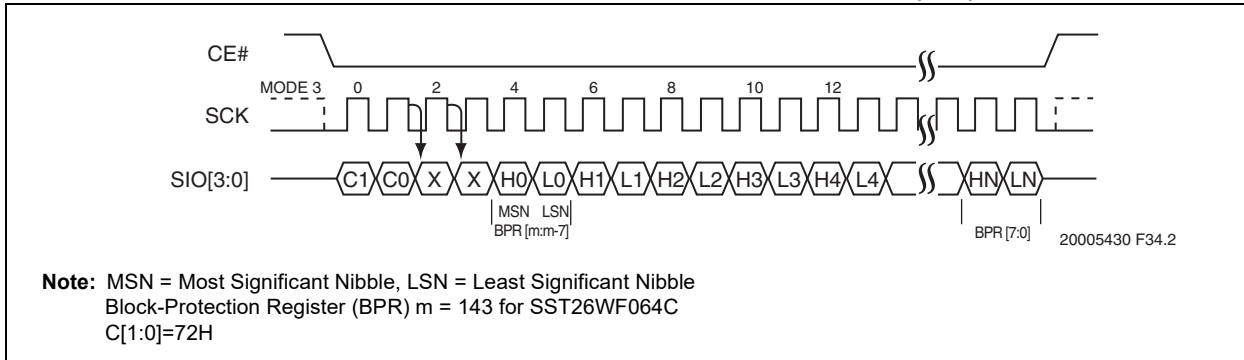 CE#
MODE 3 0 2 4 6 8 10 12
SCK
SIO[3:0] C1 C0 X X H0 L0 H1 L1 H2 L2 H3 L3 H4 L4 HN LN
MSN LSN
BPR [m:m-7] BPR [7:0]
20005430 F34.2
Note: MSN = Most Significant Nibble, LSN = Least Significant Nibble
Block-Protection Register (BPR) m = 143 for SST26WF064C
C[1:0]=72H